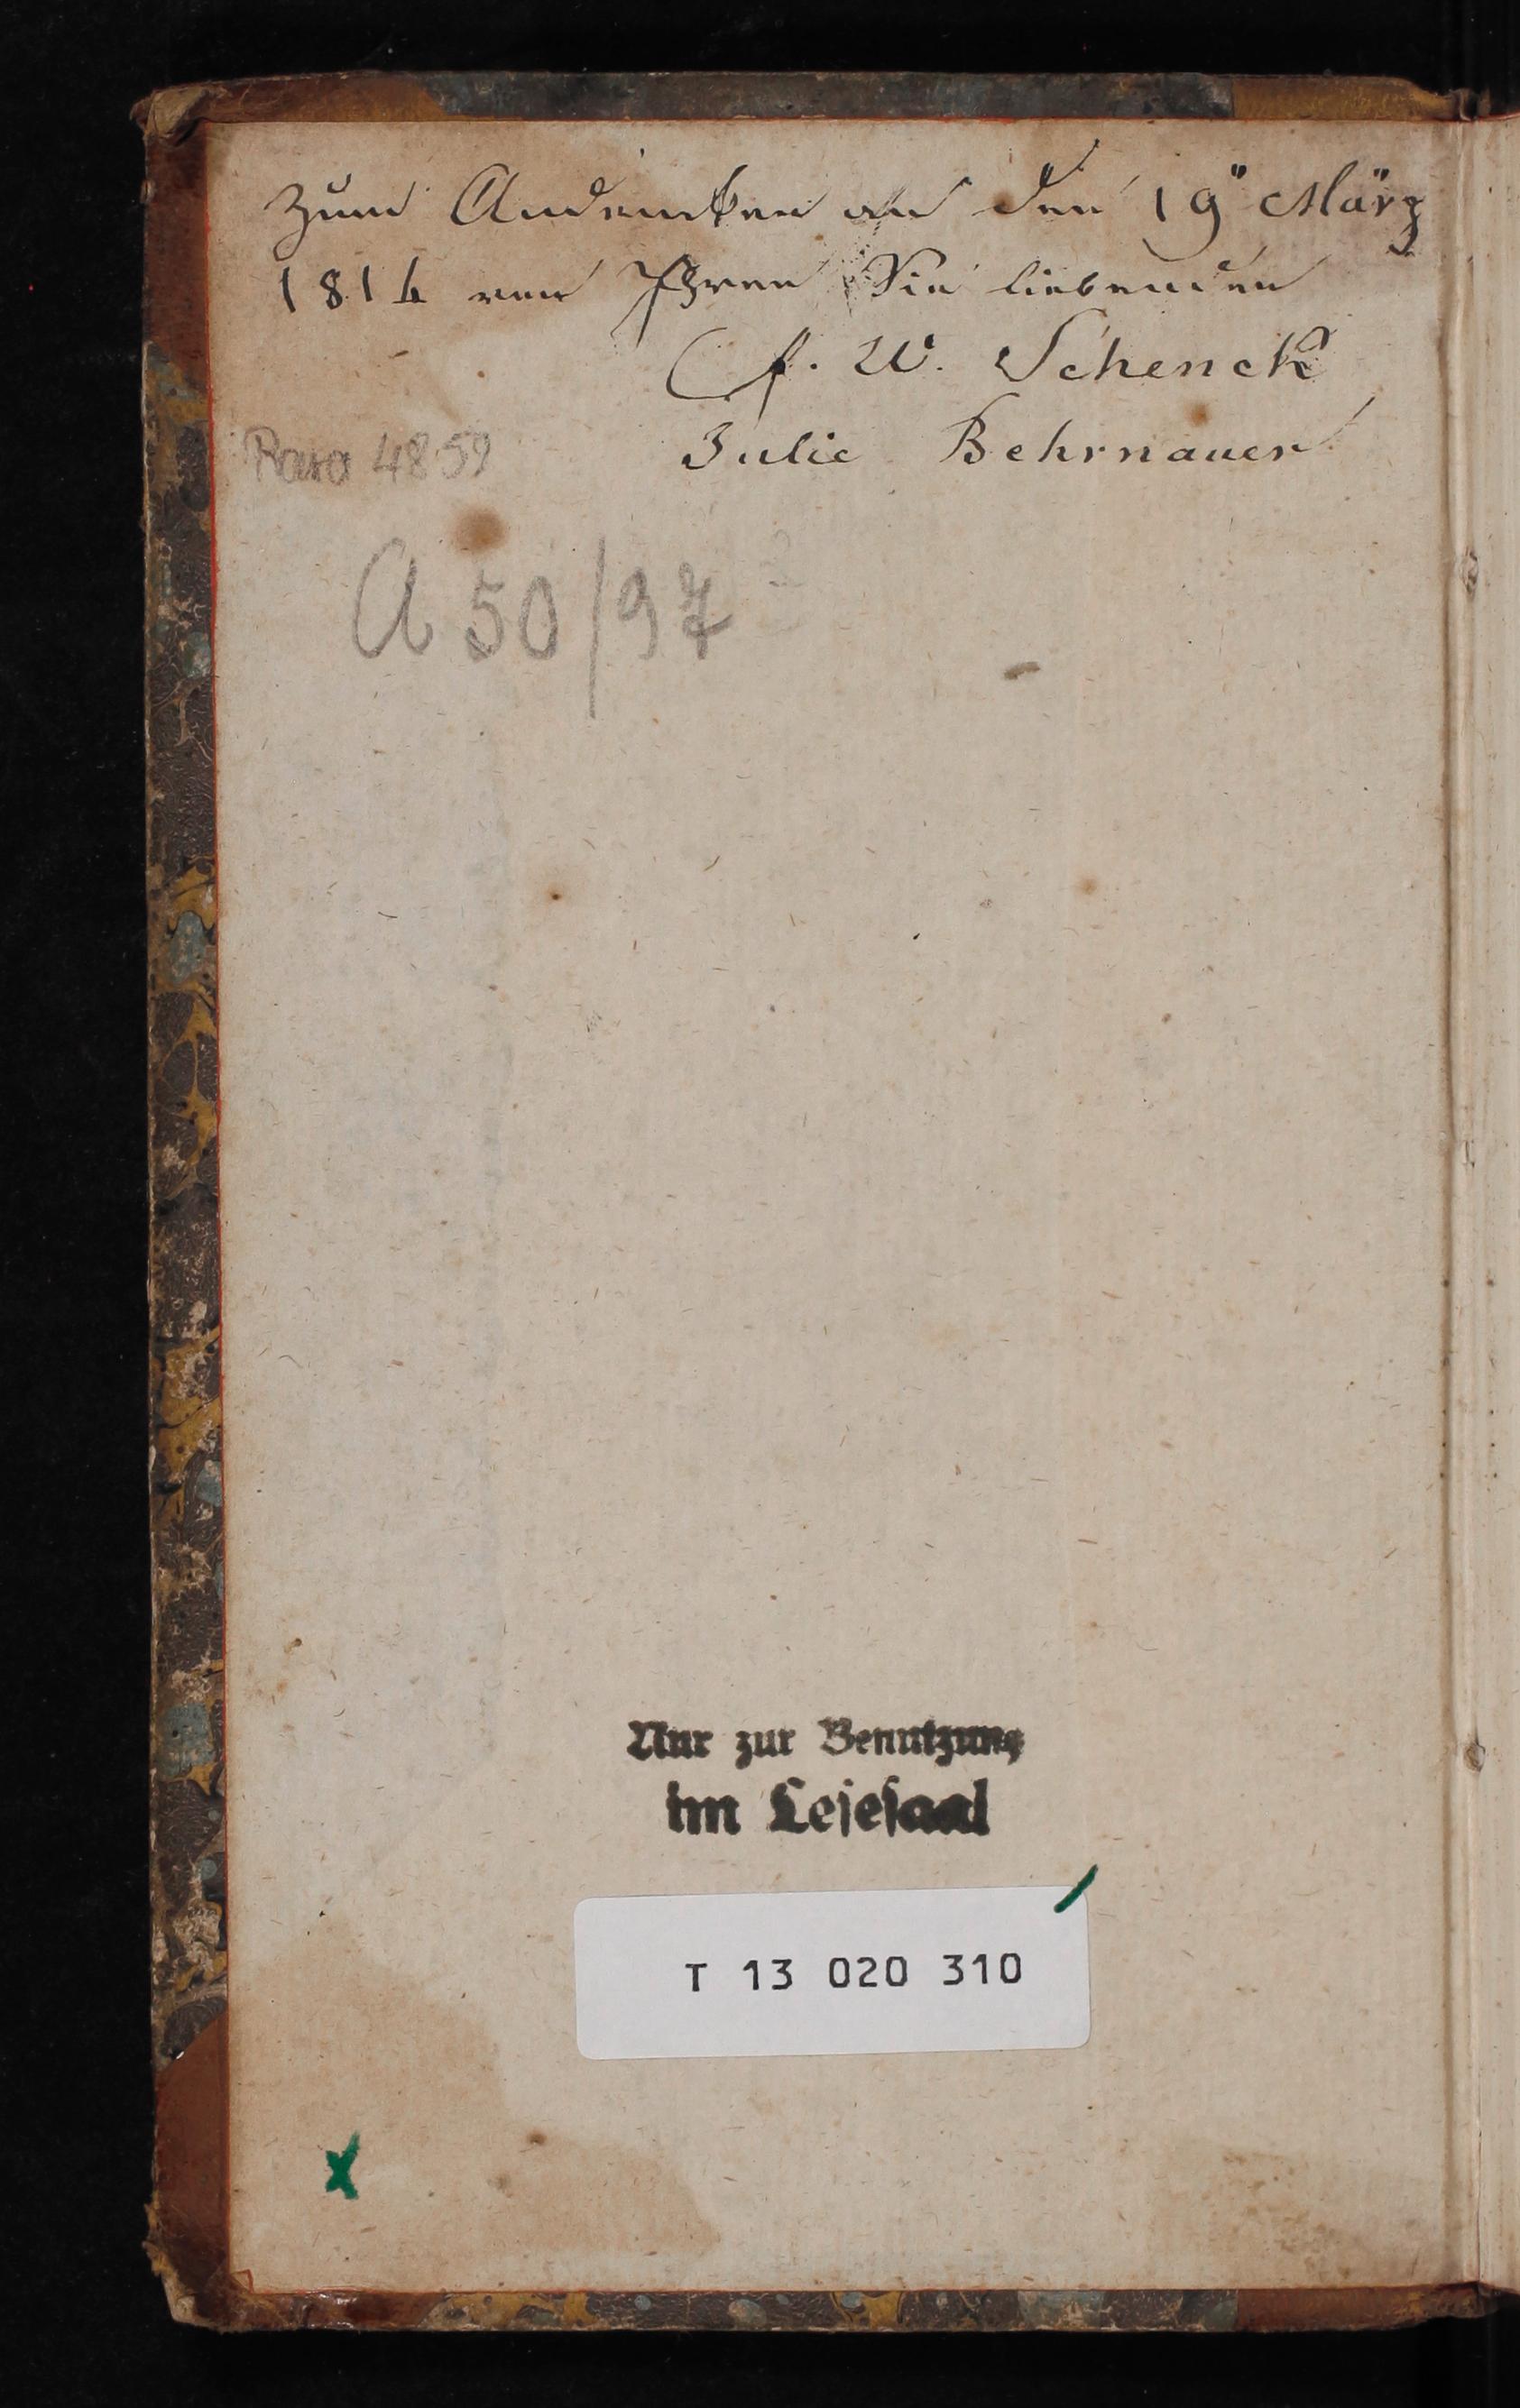 Zum Andenken an den 19" März
1814 von Ihren Sie liebenden
C. f. W. Schenck
Julie Behrnauer
Rara 4859
A 50/97
Nur zur Benutzung
im Lesesaal
T 13 020 310